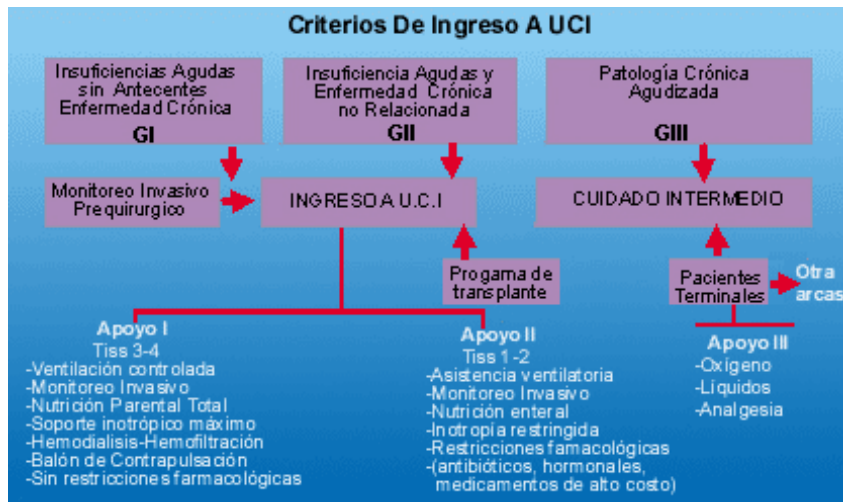 Criterios De Ingreso A UCI
Insuficiencias Agudas
sin Antecentes
Enfermedad Crónica
GI
Insuficiencia Agudas y
Enfermedad Crónica
no Relacionada
GII
Patología Crónica
Agudizada
GIII
Monitoreo Invasivo
Prequirurgico
INGRESO A U.C.I
CUIDADO INTERMEDIO
Progama de
transplante
Pacientes
Terminales
Otra
arcas
Apoyo I
Tiss 3-4
-Ventilación controlada
-Monitoreo Invasivo
-Nutrición Parental Total
-Soporte inotrópico máximo
-Hemodialisis-Hemofiltración
-Balón de Contrapulsación
-Sin restricciones farmacológicas
Apoyo II
Tiss 1-2
-Asistencia ventilatoria
-Monitoreo Invasivo
-Nutrición enteral
-Inotropía restringida
-Restricciones famacológicas
-(antibióticos, hormonales,
medicamentos de alto costo)
Apoyo III
-Oxígeno
-Líquidos
-Analgesia